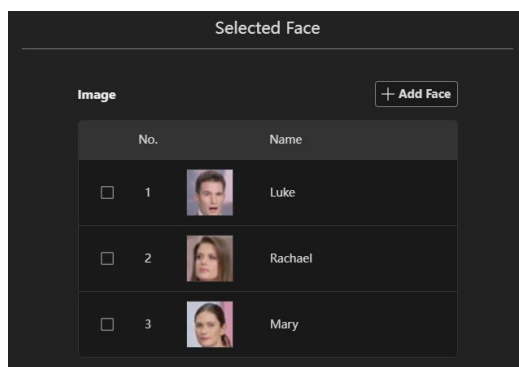 Selected Face
Image + Add Face
No. Name
1 Luke
2 Rachael
3 Mary